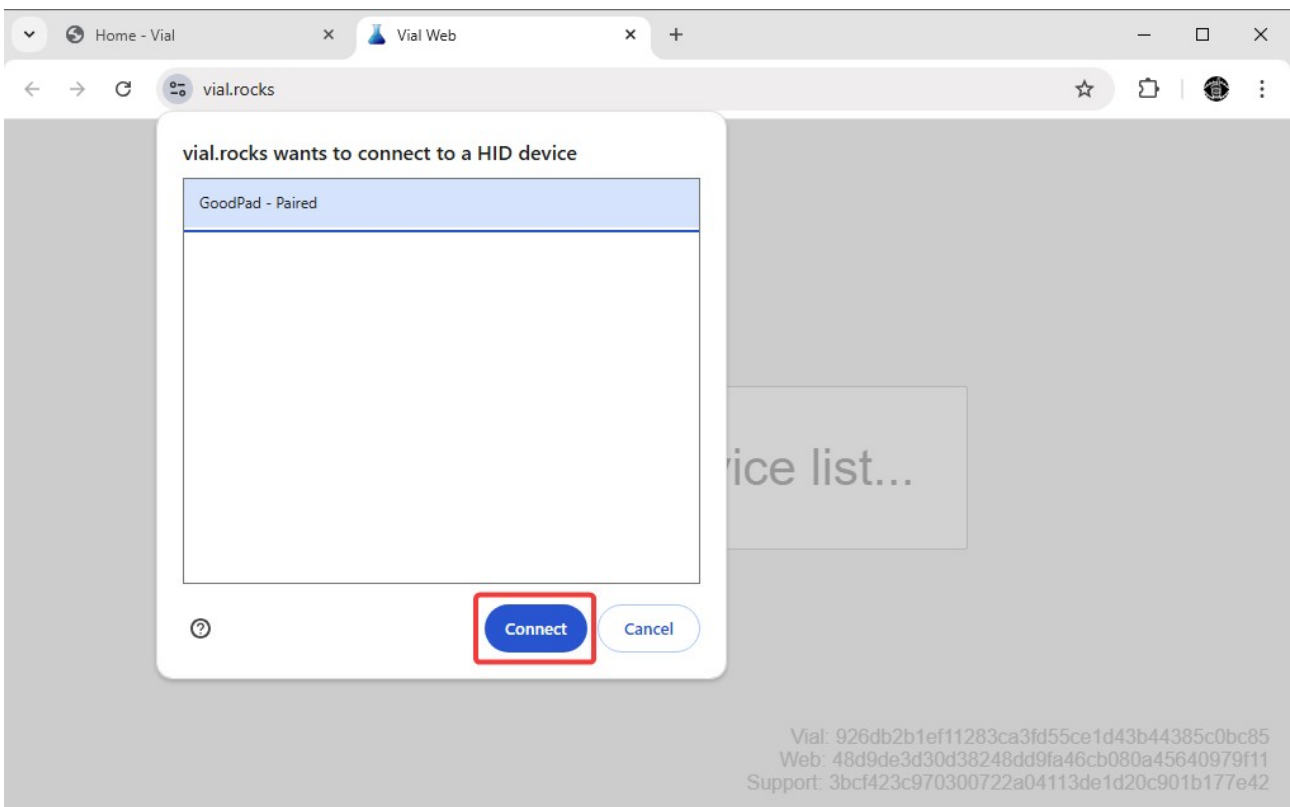 Home - Vial
Vial Web
vial.rocks
vial.rocks wants to connect to a HID device
GoodPad - Paired
ice list...
Connect
Cancel
Vial: 926db2b1ef11283ca3fd55ce1d43b44385c0bc85
Web: 48d9de3d30d38248dd9fa46cb080a45640979f11
Support: 3bcf423c970300722a04113de1d20c901b177e42